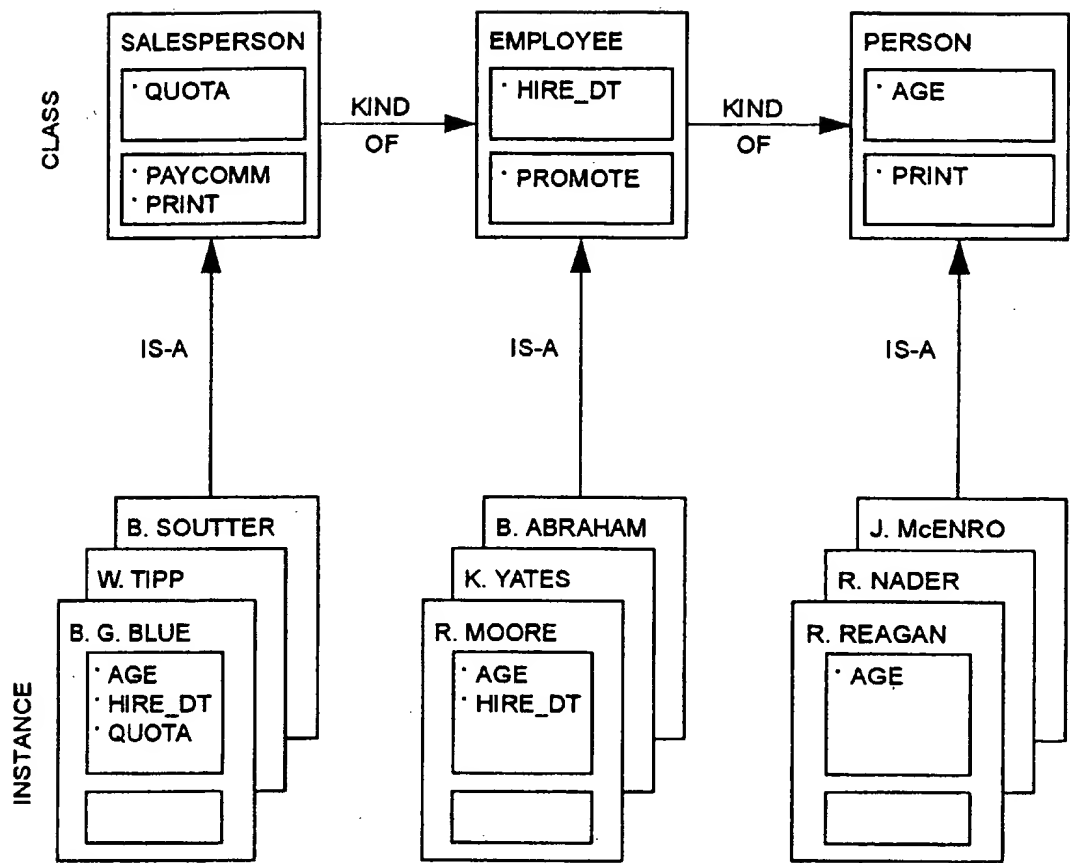 CLASS
SALESPERSON
· QUOTA
· PAYCOMM
· PRINT
KIND
OF
EMPLOYEE
· HIRE_DT
· PROMOTE
KIND
OF
PERSON
· AGE
· PRINT
IS-A
IS-A
IS-A
INSTANCE
B. SOUTTER
W. TIPP
B. G. BLUE
· AGE
· HIRE_DT
· QUOTA
B. ABRAHAM
K. YATES
R. MOORE
· AGE
· HIRE_DT
J. McENRO
R. NADER
R. REAGAN
· AGE